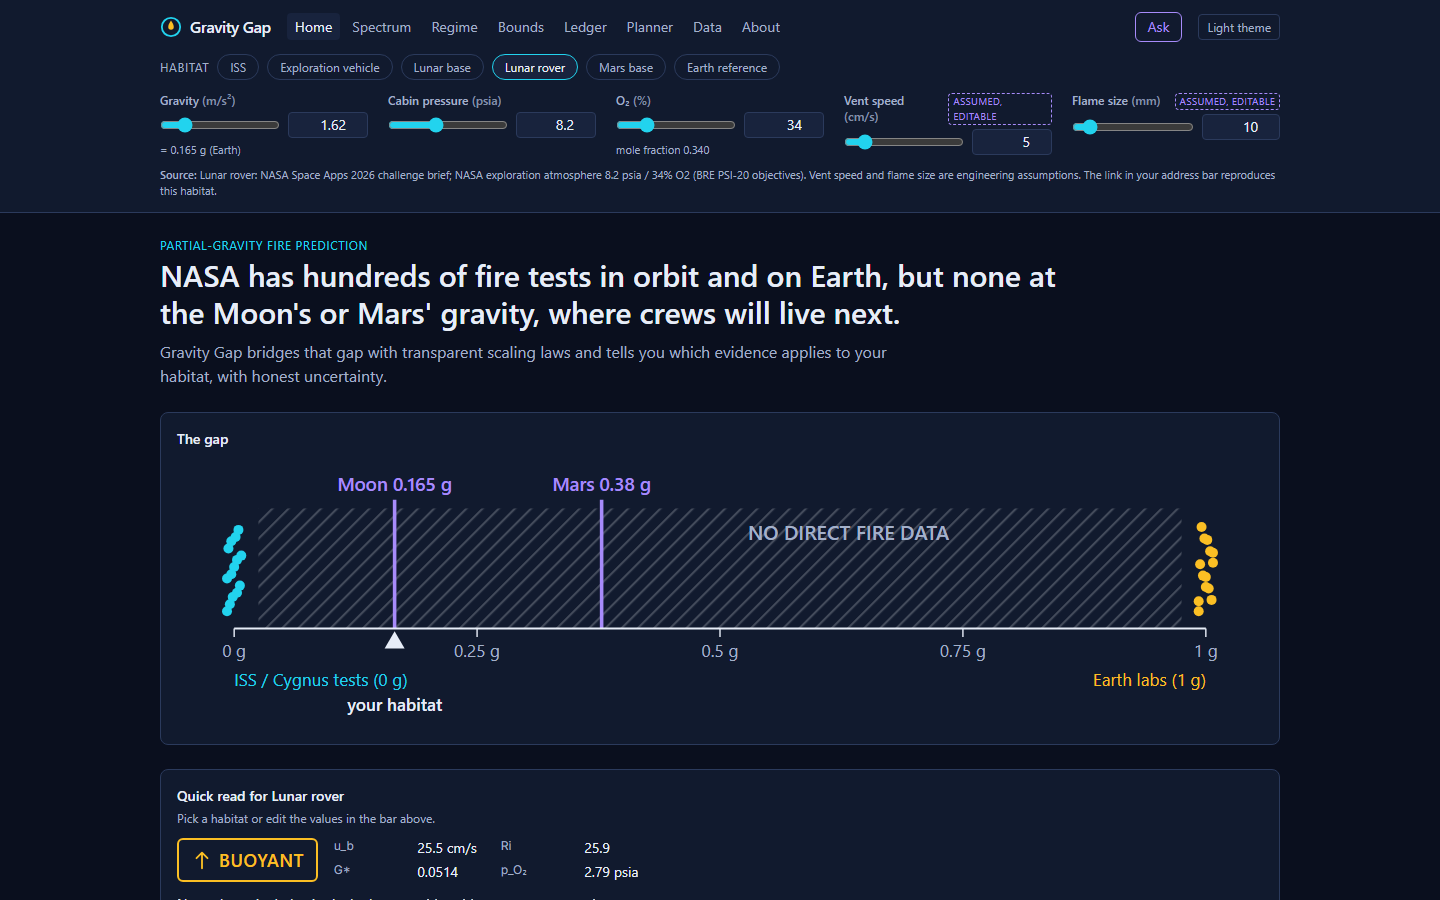 Gravity Gap Home Spectrum Regime Bounds Ledger Planner Data About Ask Light theme
HABITAT ISS Exploration vehicle Lunar base Lunar rover Mars base Earth reference
Gravity (m/s²) Cabin pressure (psia) O₂ (%) Vent speed (cm/s) ASSUMED, EDITABLE Flame size (mm) ASSUMED, EDITABLE
1.62 8.2 34 5 10
= 0.165 g (Earth) mole fraction 0.340
Source: Lunar rover: NASA Space Apps 2026 challenge brief; NASA exploration atmosphere 8.2 psia / 34% O2 (BRE PSI-20 objectives). Vent speed and flame size are engineering assumptions. The link in your address bar reproduces
this habitat.
PARTIAL-GRAVITY FIRE PREDICTION
NASA has hundreds of fire tests in orbit and on Earth, but none at
the Moon's or Mars' gravity, where crews will live next.
Gravity Gap bridges that gap with transparent scaling laws and tells you which evidence applies to your
habitat, with honest uncertainty.
The gap
Moon 0.165 g Mars 0.38 g
NO DIRECT FIRE DATA
0 g 0.25 g 0.5 g 0.75 g 1 g
ISS / Cygnus tests (0 g) Earth labs (1 g)
your habitat
Quick read for Lunar rover
Pick a habitat or edit the values in the bar above.
↑ BUOYANT
u_b 25.5 cm/s Ri 25.9
G* 0.0514 p_O₂ 2.79 psia